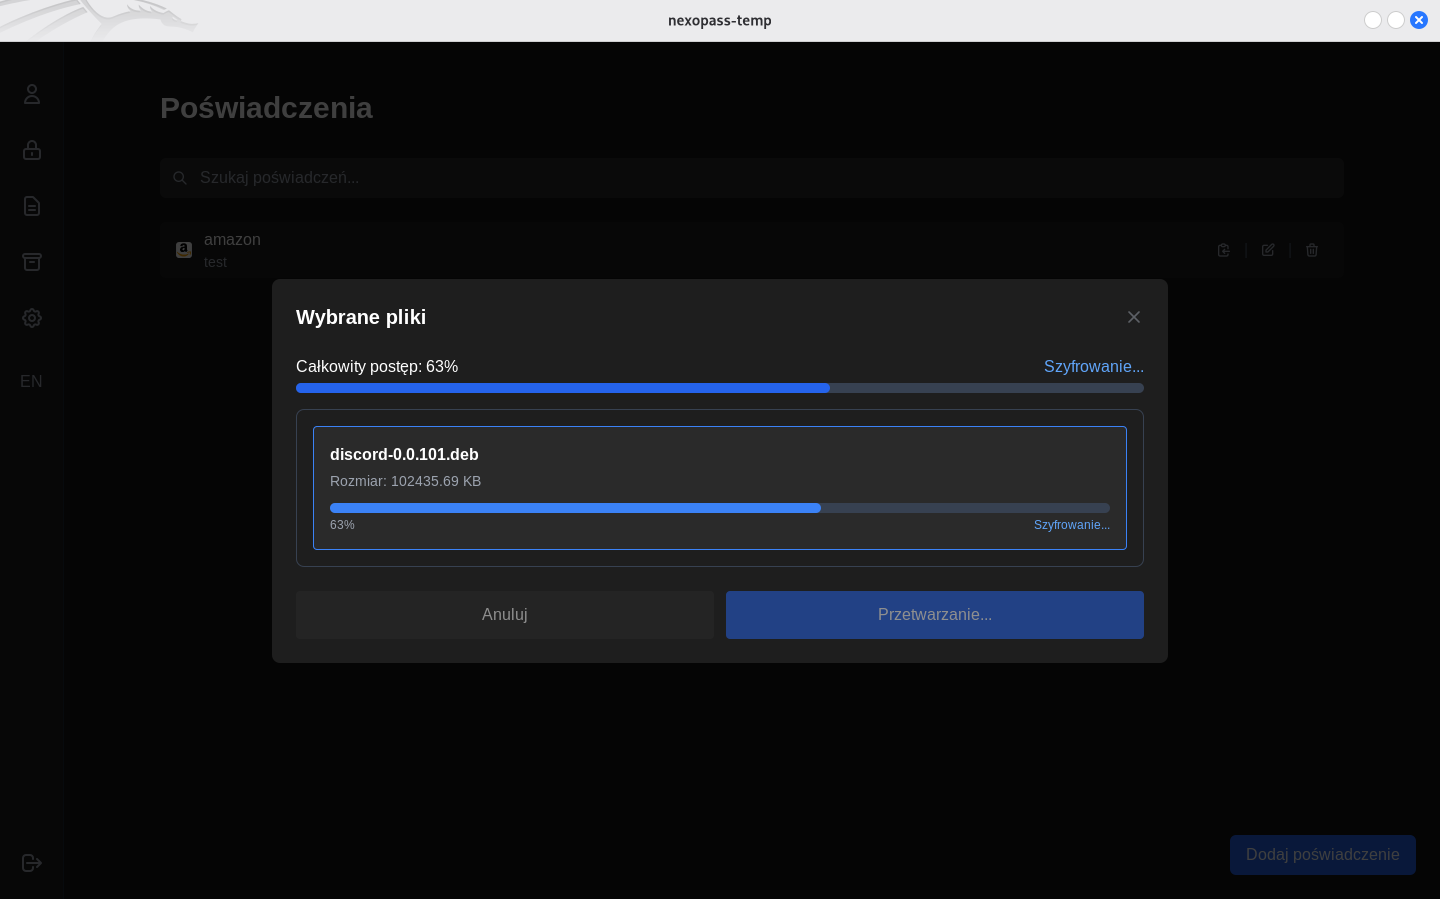 nexopass-temp
Poświadczenia
Szukaj poświadczeń...
amazon
test
EN
Wybrane pliki
Całkowity postęp: 63%
Szyfrowanie...
discord-0.0.101.deb
Rozmiar: 102435.69 KB
63%
Szyfrowanie...
Anuluj
Przetwarzanie...
Dodaj poświadczenie